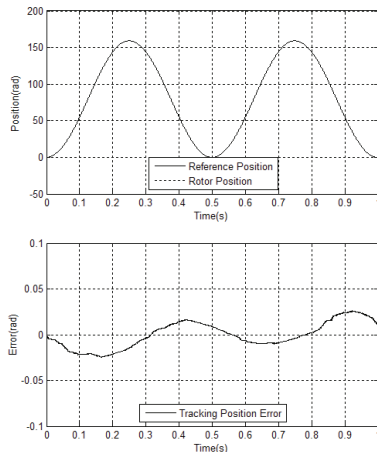 200
150
100
50
0
-50
Position(rad)
Reference Position
Rotor Position
0 0.1 0.2 0.3 0.4 0.5 0.6 0.7 0.8 0.9
Time(s)
0.1
0.05
0
-0.05
-0.1
Error(rad)
Tracking Position Error
0 0.1 0.2 0.3 0.4 0.5 0.6 0.7 0.8 0.9
Time(s)